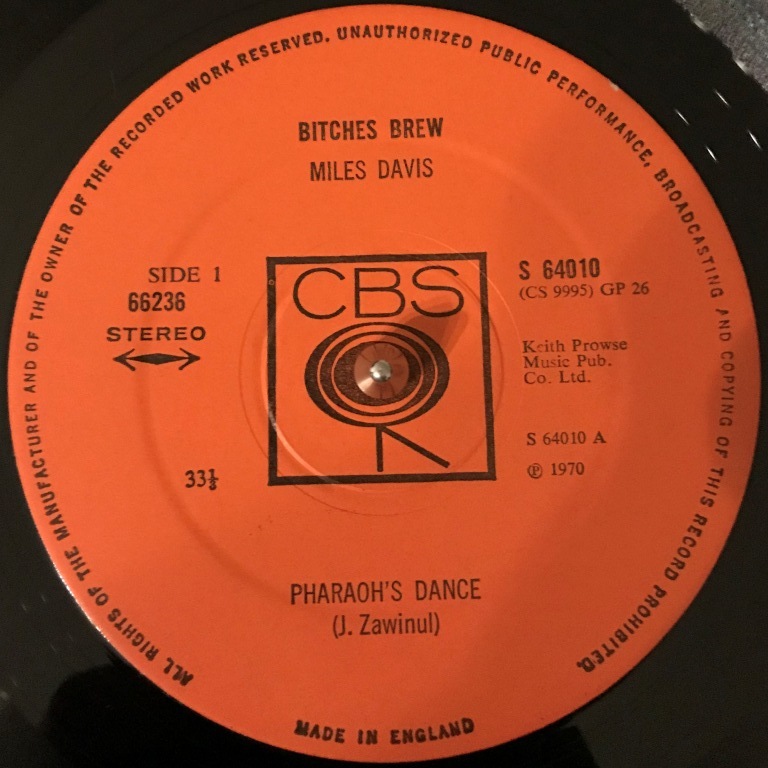 ALL RIGHTS OF THE MANUFACTURER AND OF THE OWNER OF THE RECORDED WORK RESERVED. UNAUTHORIZED PUBLIC PERFORMANCE, BROADCASTING AND COPYING OF THIS RECORD PROHIBITED.
BITCHES BREW
MILES DAVIS
SIDE 1
66236
STEREO
33⅓
CBS
S 64010
(CS 9995) GP 26
Keith Prowse
Music Pub.
Co. Ltd.
S 64010 A
℗ 1970
PHARAOH'S DANCE
(J. Zawinul)
MADE IN ENGLAND